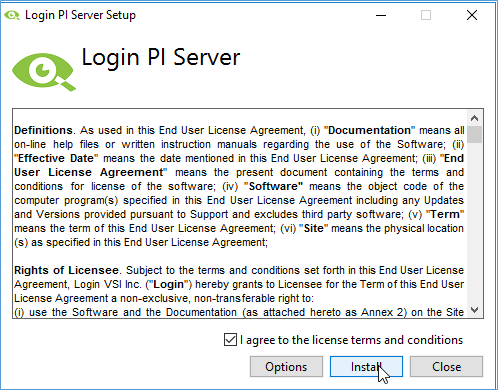 Login PI Server Setup
Login PI Server
Definitions. As used in this End User License Agreement, (i) "Documentation" means all
on-line help files or written instruction manuals regarding the use of the Software; (ii)
"Effective Date" means the date mentioned in this End User License Agreement; (iii) "End
User License Agreement" means the present document containing the terms and
conditions for license of the software; (iv) "Software" means the object code of the
computer program(s) specified in this End User License Agreement including any Updates
and Versions provided pursuant to Support and excludes third party software; (v) "Term"
means the term of this End User License Agreement; (vi) "Site" means the physical location
(s) as specified in this End User License Agreement;
Rights of Licensee. Subject to the terms and conditions set forth in this End User License
Agreement, Login VSI Inc. ("Login") hereby grants to Licensee for the Term of this End User
License Agreement a non-exclusive, non-transferable right to:
(i) use the Software and the Documentation (as attached hereto as Annex 2) on the Site
I agree to the license terms and conditions
Options
Install
Close